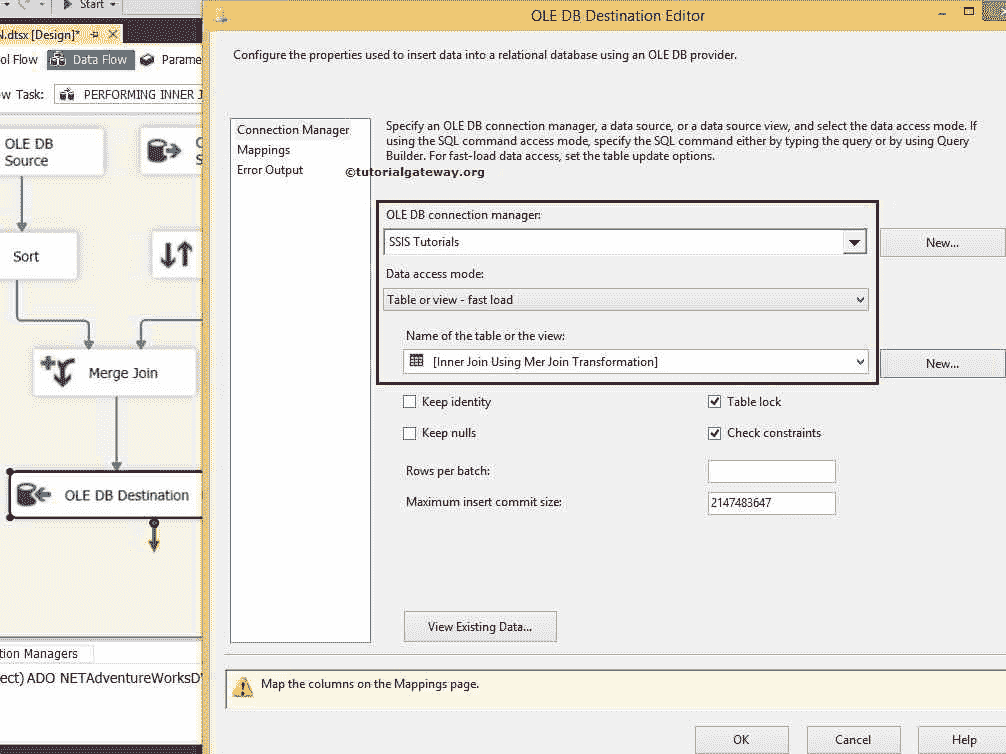 Start
OLE DB Destination Editor
N.dtsx [Design]*
ol Flow
Data Flow
Parame
w Task:
PERFORMING INNER J
Configure the properties used to insert data into a relational database using an OLE DB provider.
Connection Manager
Mappings
Error Output
Specify an OLE DB connection manager, a data source, or a data source view, and select the data access mode. If
using the SQL command access mode, specify the SQL command either by typing the query or by using Query
Builder. For fast-load data access, set the table update options.
©tutorialgateway.org
OLE DB
Source
OLE DB connection manager:
SSIS Tutorials
New...
Data access mode:
Table or view - fast load
Name of the table or the view:
[Inner Join Using Mer Join Transformation]
New...
Sort
Merge Join
OLE DB Destination
Keep identity
Table lock
Keep nulls
Check constraints
Rows per batch:
Maximum insert commit size:
2147483647
View Existing Data...
tion Managers
ect) ADO NETAdventureWorksD
Map the columns on the Mappings page.
OK
Cancel
Help